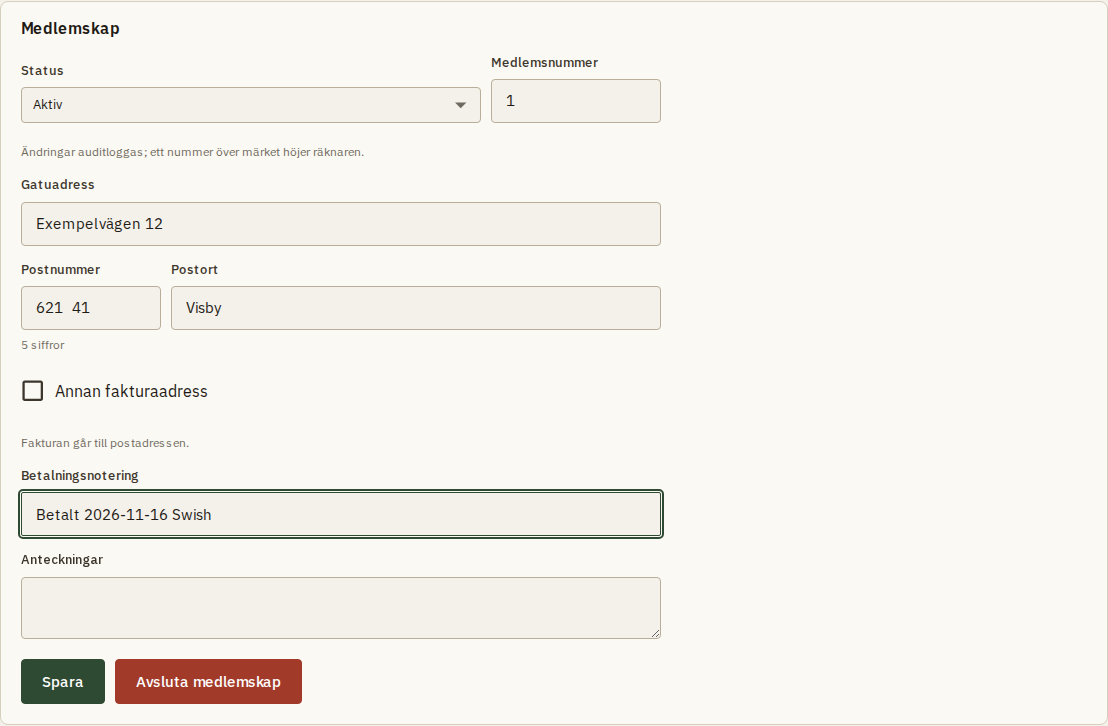 Medlemskap
Status
Medlemsnummer
Aktiv
1
Ändringar auditloggas; ett nummer över märket höjer räknaren.
Gatuadress
Exempelvägen 12
Postnummer
Postort
621 41
Visby
5 siffror
Annan fakturaadress
Fakturan går till postadressen.
Betalningsnotering
Betalt 2026-11-16 Swish
Anteckningar
Spara
Avsluta medlemskap